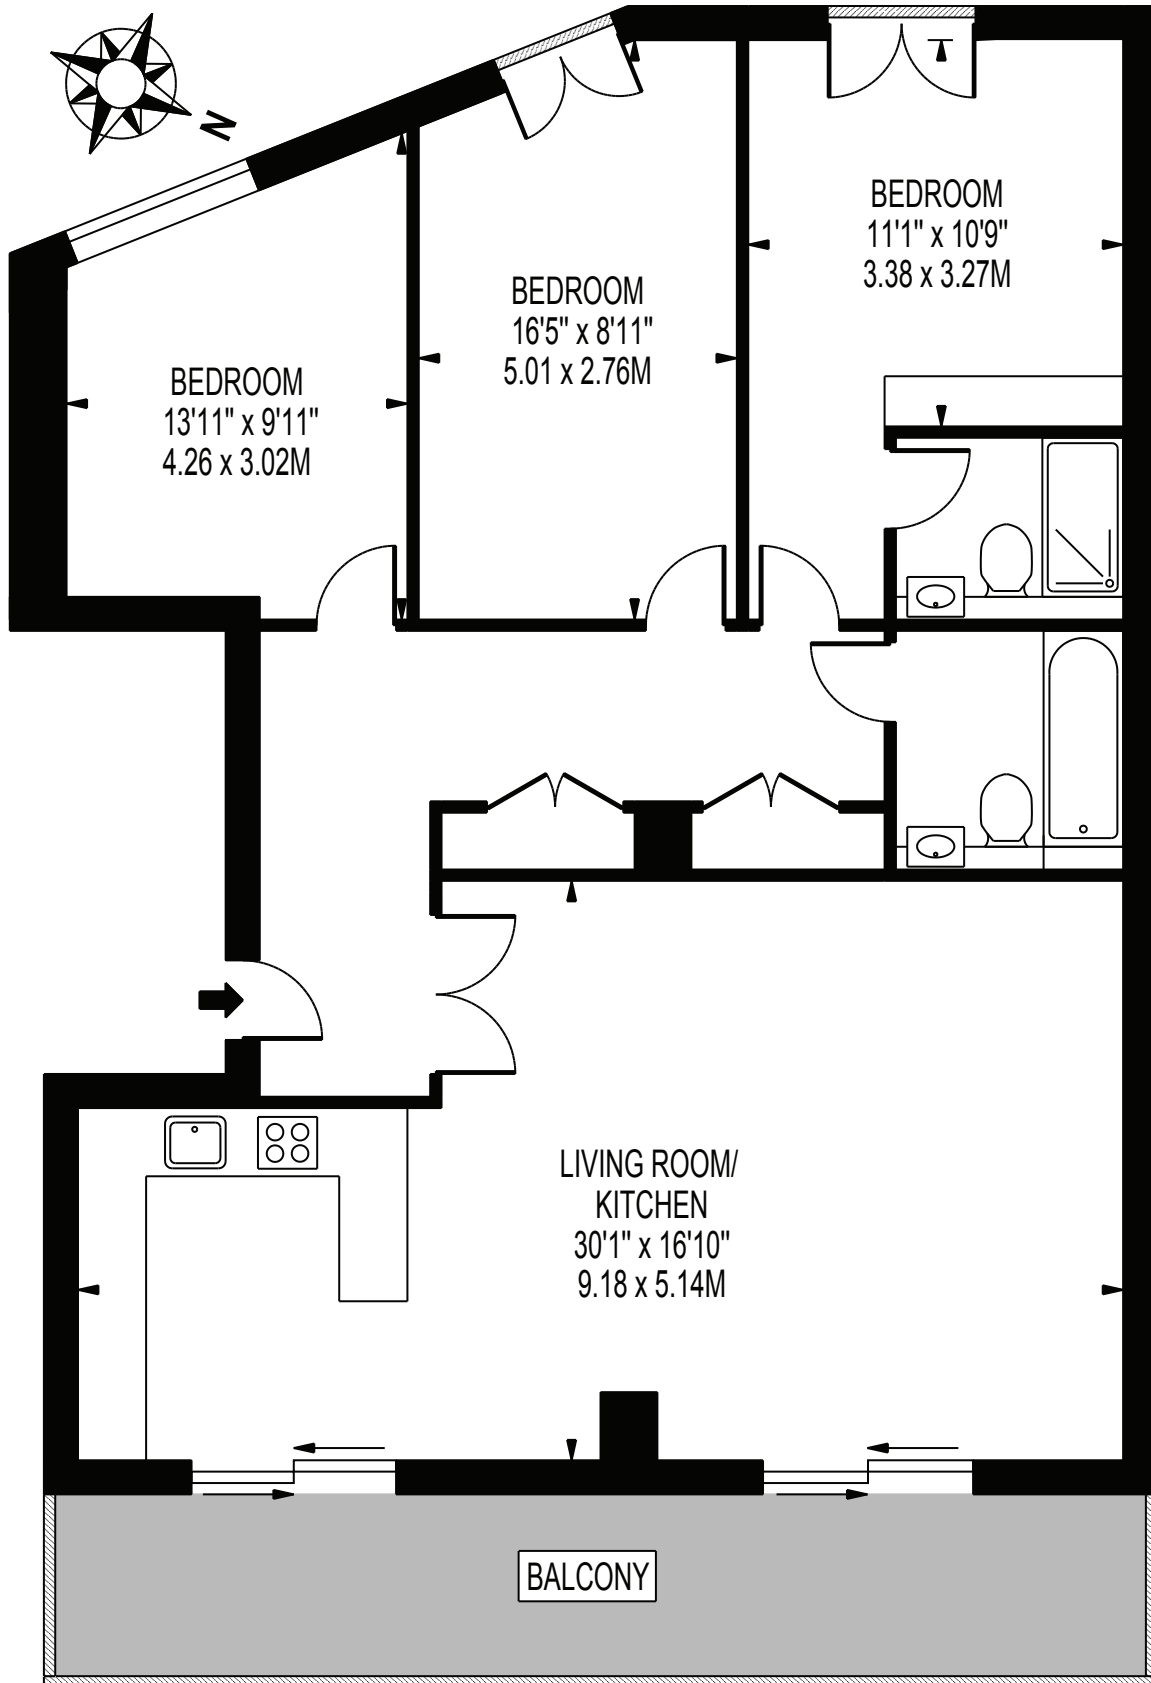 N
BEDROOM
11'1" x 10'9"
3.38 x 3.27M
BEDROOM
16'5" x 8'11"
5.01 x 2.76M
BEDROOM
13'11" x 9'11"
4.26 x 3.02M
LIVING ROOM/
KITCHEN
30'1" x 16'10"
9.18 x 5.14M
BALCONY